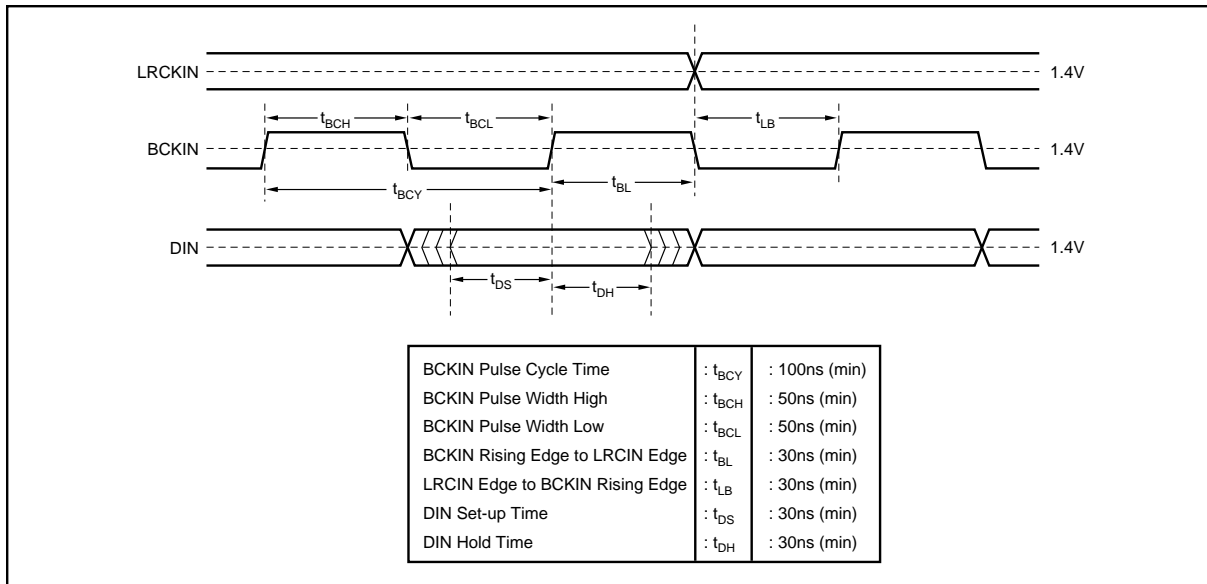 LRCKIN
1.4V
tBCH
tBCL
tLB
BCKIN
1.4V
tBCY
tBL
DIN
1.4V
tDS
tDH
BCKIN Pulse Cycle Time : tBCY : 100ns (min)
BCKIN Pulse Width High : tBCH : 50ns (min)
BCKIN Pulse Width Low : tBCL : 50ns (min)
BCKIN Rising Edge to LRCIN Edge : tBL : 30ns (min)
LRCIN Edge to BCKIN Rising Edge : tLB : 30ns (min)
DIN Set-up Time : tDS : 30ns (min)
DIN Hold Time : tDH : 30ns (min)